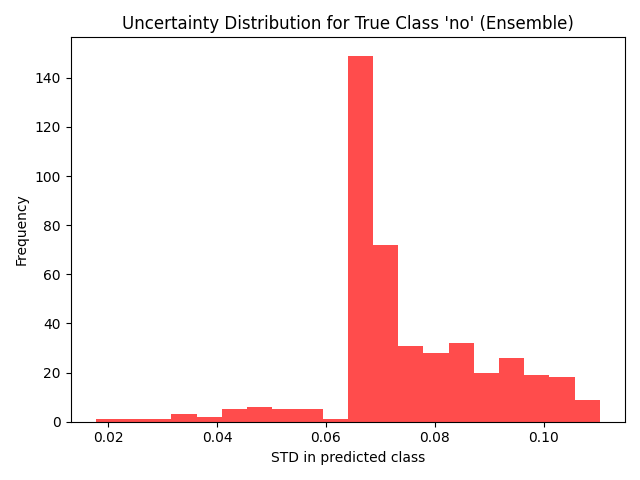 Uncertainty Distribution for True Class 'no' (Ensemble)
Frequency
140
120
100
80
60
40
20
0
0.02 0.04 0.06 0.08 0.10
STD in predicted class